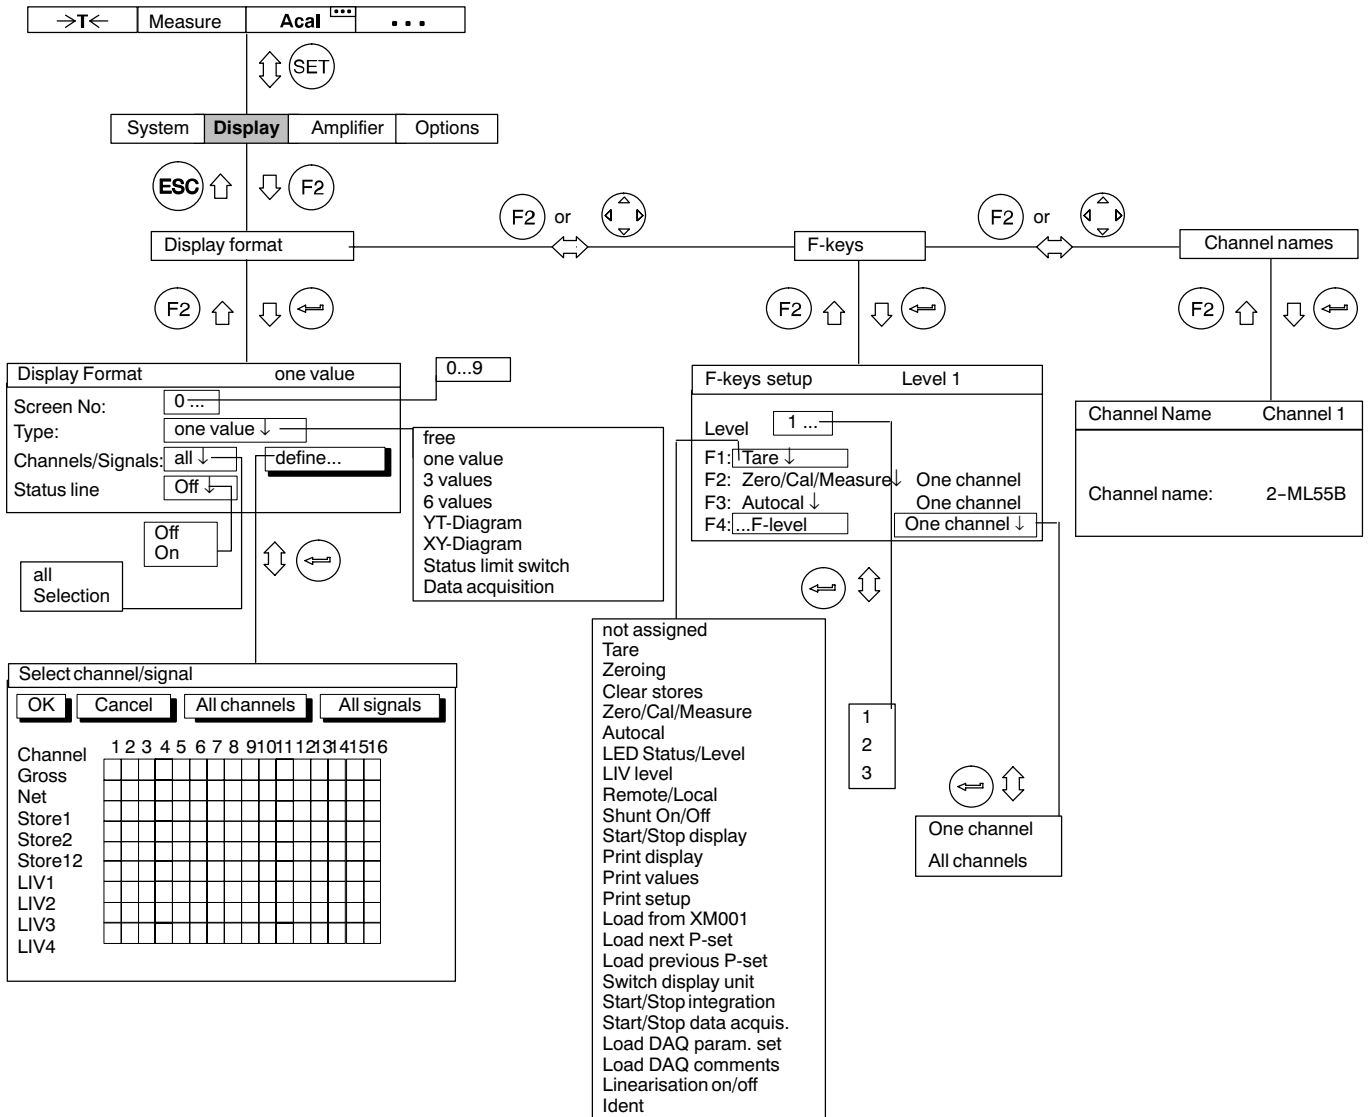 →T← Measure Acal ... ...
SET
System Display Amplifier Options
ESC F2
F2 or
F2 or
Display format
F-keys
Channel names
F2
F2
F2
Display Format one value
0...9
Screen No: 0 ...
Type: one value ↓
Channels/Signals: all ↓ define...
Status line Off ↓
Off
On
all
Selection
free
one value
3 values
6 values
YT-Diagram
XY-Diagram
Status limit switch
Data acquisition
F-keys setup Level 1
Level 1 ...
F1: Tare ↓
F2: Zero/Cal/Measure↓ One channel
F3: Autocal ↓ One channel
F4: ...F-level One channel ↓
Channel Name Channel 1
Channel name: 2-ML55B
Select channel/signal
OK Cancel All channels All signals
Channel 1 2 3 4 5 6 7 8 9 10 11 12 13 14 15 16
Gross
Net
Store1
Store2
Store12
LIV1
LIV2
LIV3
LIV4
not assigned
Tare
Zeroing
Clear stores
Zero/Cal/Measure
Autocal
LED Status/Level
LIV level
Remote/Local
Shunt On/Off
Start/Stop display
Print display
Print values
Print setup
Load from XM001
Load next P-set
Load previous P-set
Switch display unit
Start/Stop integration
Start/Stop data acquis.
Load DAQ param. set
Load DAQ comments
Linearisation on/off
Ident
1
2
3
One channel
All channels